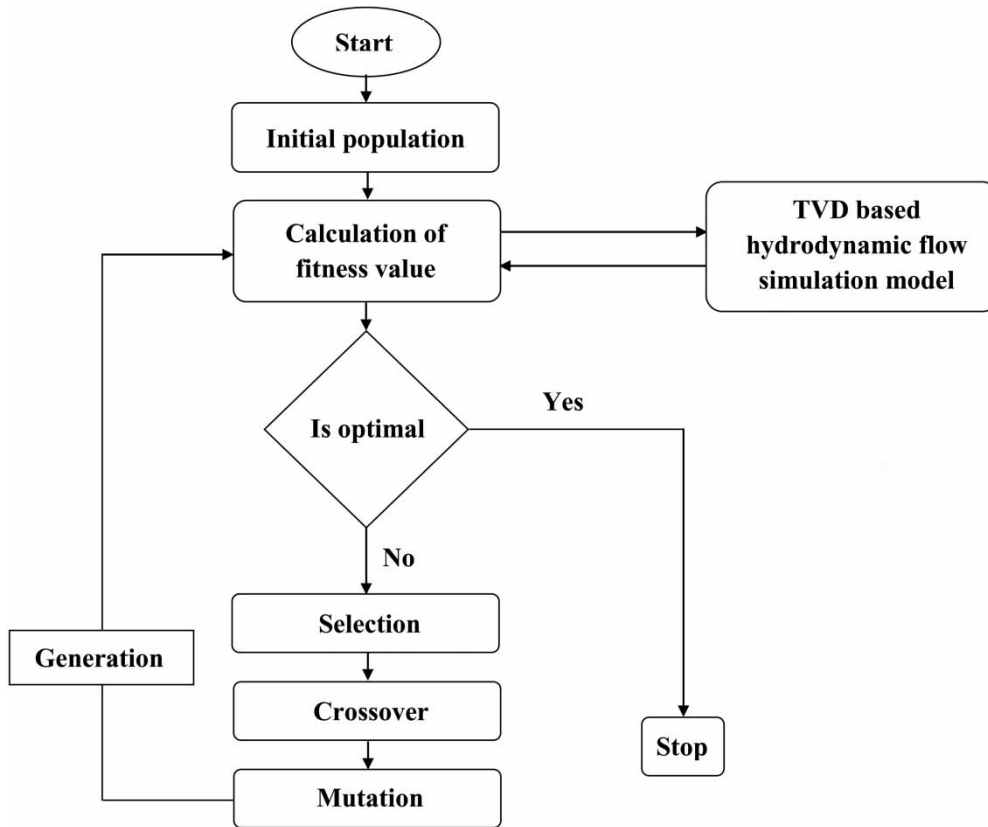 Start
Initial population
Calculation of
fitness value
TVD based
hydrodynamic flow
simulation model
Is optimal
Yes
No
Selection
Generation
Crossover
Stop
Mutation